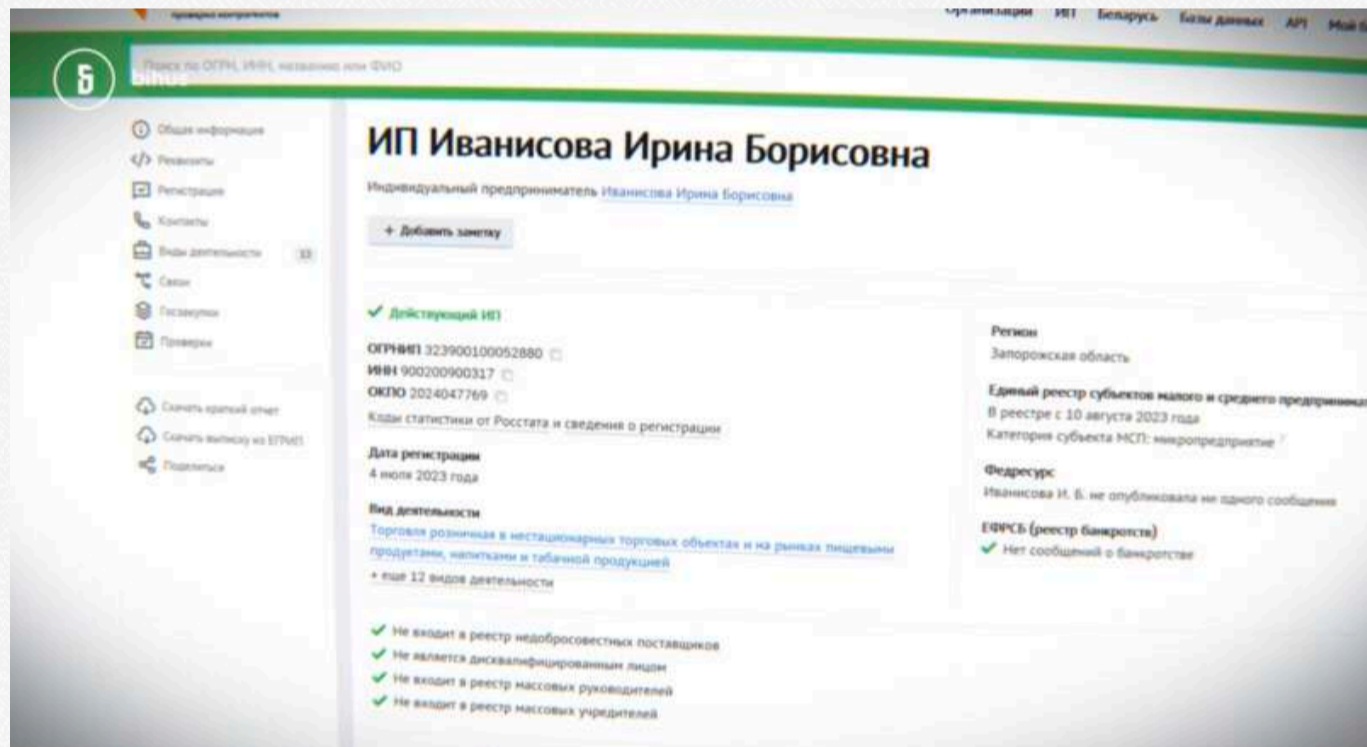 проверка контрагентов
Организации ИП Беларусь Базы данных API Мой
Поиск по ОГРН, ИНН, названию или ФИО
Б bihus
Общая информация
Реквизиты
Регистрация
Контакты
Виды деятельности 13
Связи
Госзакупки
Проверки
Скачать краткий отчет
Скачать выписку из ЕГРИП
Поделиться
ИП Иванисова Ирина Борисовна
Индивидуальный предприниматель Иванисова Ирина Борисовна
+ Добавить заметку
Действующий ИП
ОГРНИП 323900100052880
ИНН 900200900317
ОКПО 2024047769
Коды статистики от Росстата и сведения о регистрации
Дата регистрации
4 июля 2023 года
Вид деятельности
Торговля розничная в нестационарных торговых объектах и на рынках пищевыми
продуктами, напитками и табачной продукцией
+ еще 12 видов деятельности
Не входит в реестр недобросовестных поставщиков
Не является дисквалифицированным лицом
Не входит в реестр массовых руководителей
Не входит в реестр массовых учредителей
Регион
Запорожская область
Единый реестр субъектов малого и среднего предпринимат
В реестре с 10 августа 2023 года
Категория субъекта МСП: микропредприятие ?
Федресурс
Иванисова И. Б. не опубликовала не одного сообщения
ЕФРСБ (реестр банкротств)
Нет сообщений о банкротстве